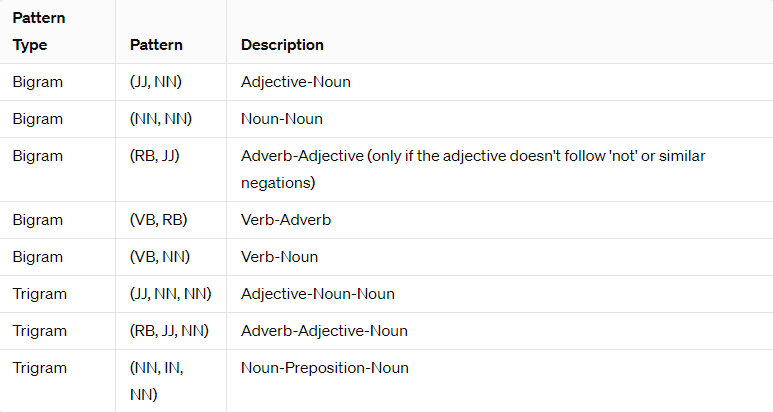 Pattern
Type Pattern Description
Bigram (JJ, NN) Adjective-Noun
Bigram (NN, NN) Noun-Noun
Bigram (RB, JJ) Adverb-Adjective (only if the adjective doesn't follow 'not' or similar
negations)
Bigram (VB, RB) Verb-Adverb
Bigram (VB, NN) Verb-Noun
Trigram (JJ, NN, NN) Adjective-Noun-Noun
Trigram (RB, JJ, NN) Adverb-Adjective-Noun
Trigram (NN, IN, Noun-Preposition-Noun
NN)